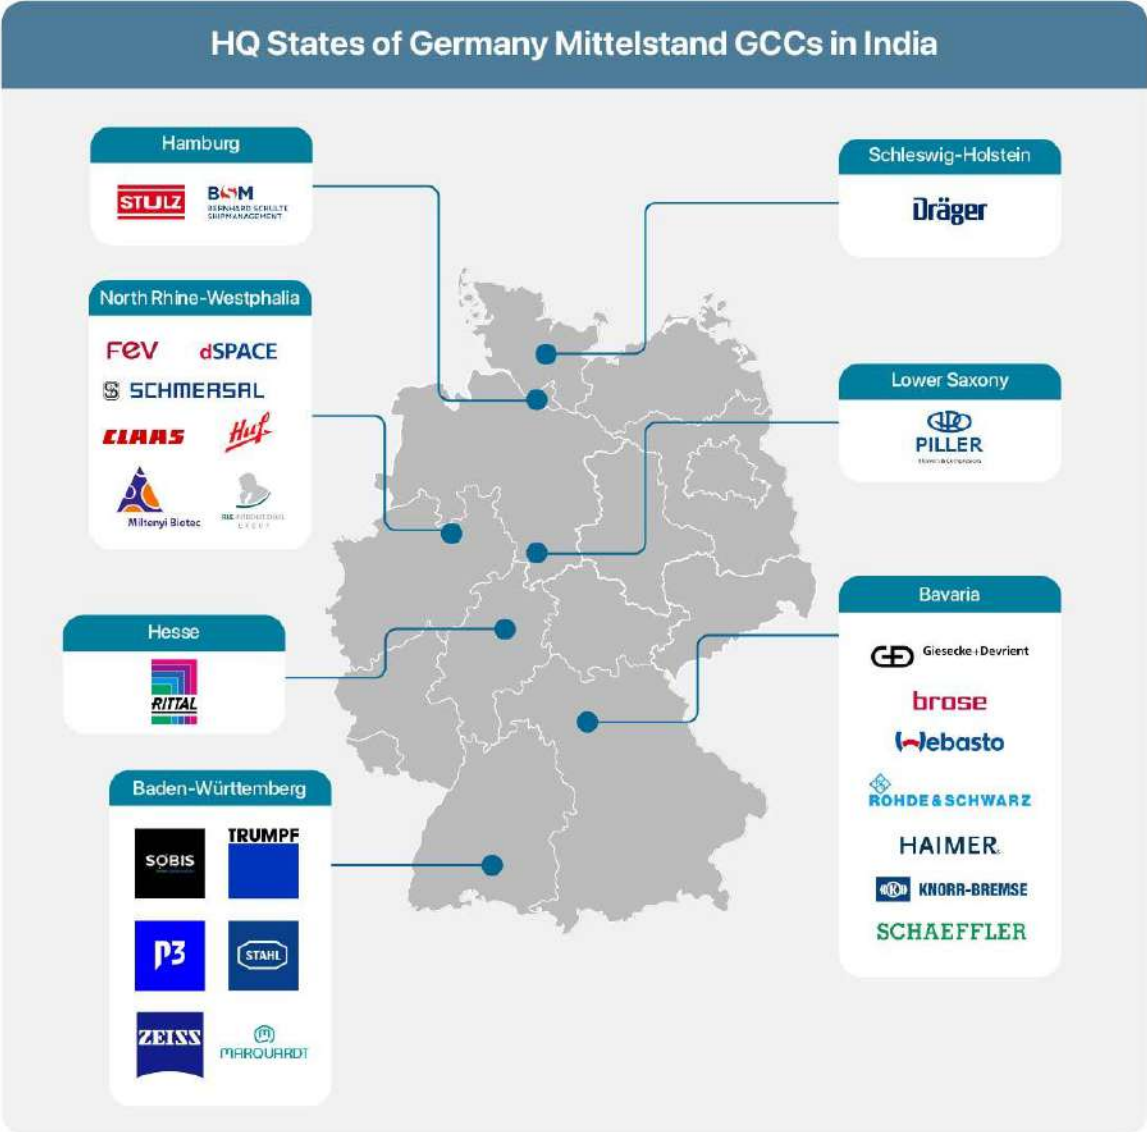 HQ States of Germany Mittelstand GCCs in India
Hamburg
STULZ
BSM
BERNHARD SCHULTE
SHIPMANAGEMENT
Schleswig-Holstein
Dräger
North Rhine-Westphalia
FEV
dSPACE
SCHMERSAL
CLAAS
Huf
Miltenyi Biotec
GROUP
Lower Saxony
PILLER
Hesse
RITTAL
Bavaria
Giesecke+Devrient
brose
Webasto
ROHDE & SCHWARZ
HAIMER
KNORR-BREMSE
SCHAEFFLER
Baden-Württemberg
SOBIS
TRUMPF
P3
STAHL
ZEISS
MARQUARDT